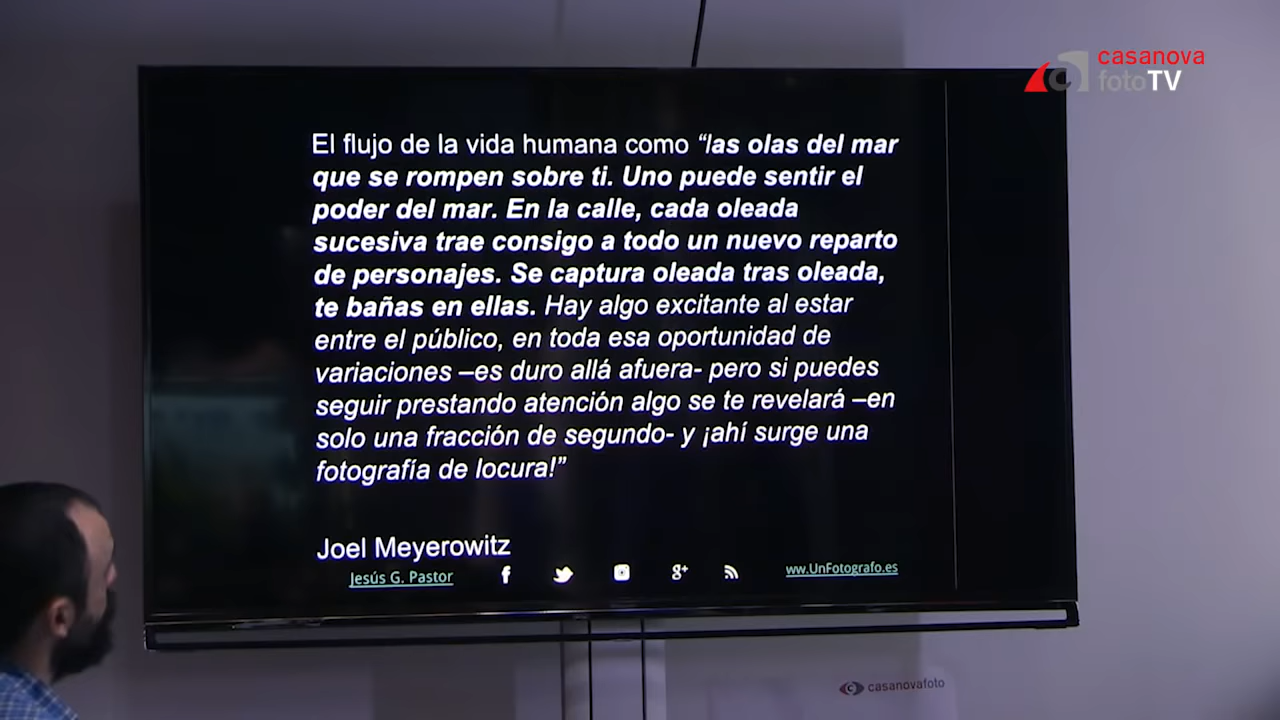 casanova
fotoTV
El flujo de la vida humana como “las olas del mar
que se rompen sobre ti. Uno puede sentir el
poder del mar. En la calle, cada oleada
sucesiva trae consigo a todo un nuevo reparto
de personajes. Se captura oleada tras oleada,
te bañas en ellas. Hay algo excitante al estar
entre el público, en toda esa oportunidad de
variaciones –es duro allá afuera- pero si puedes
seguir prestando atención algo se te revelará –en
solo una fracción de segundo- y ¡ahí surge una
fotografía de locura!”
Joel Meyerowitz
Jesús G. Pastor f g+ www.UnFotografo.es
casanovafoto